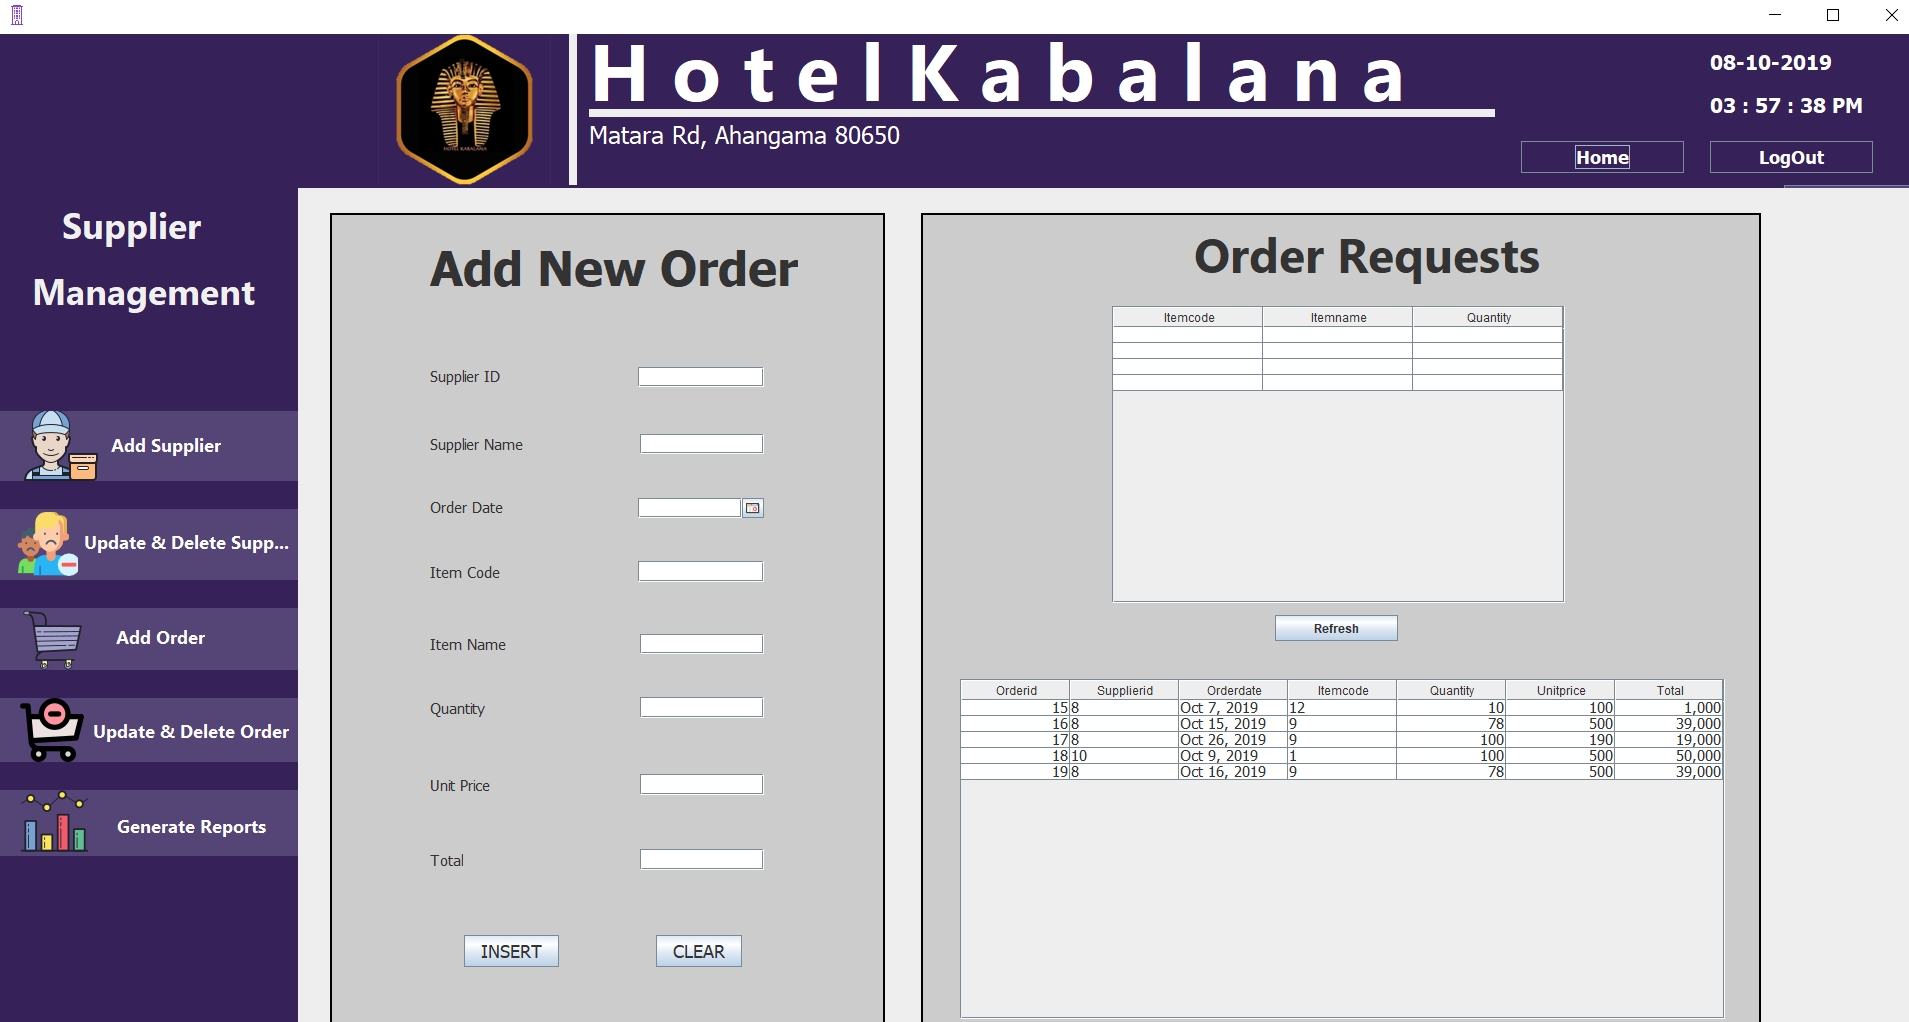 HotelKabalana
Matara Rd, Ahangama 80650
08-10-2019
03 : 57 : 38 PM
Home
LogOut
HOTEL KABALANA
Supplier
Management
Add Supplier
Update & Delete Supp...
Add Order
Update & Delete Order
Generate Reports
Add New Order
Supplier ID
Supplier Name
Order Date
Item Code
Item Name
Quantity
Unit Price
Total
INSERT CLEAR
Order Requests
Itemcode Itemname Quantity
Refresh
Orderid Supplierid Orderdate Itemcode Quantity Unitprice Total
15 8 Oct 7, 2019 12 10 100 1,000
16 8 Oct 15, 2019 9 78 500 39,000
17 8 Oct 26, 2019 9 100 190 19,000
18 10 Oct 9, 2019 1 100 500 50,000
19 8 Oct 16, 2019 9 78 500 39,000